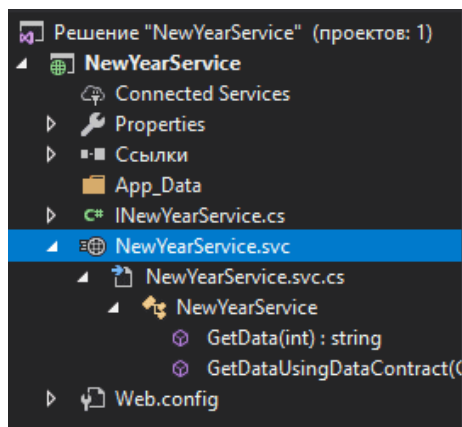 Решение "NewYearService" (проектов: 1)
NewYearService
Connected Services
Properties
Ссылки
App_Data
C# INewYearService.cs
NewYearService.svc
NewYearService.svc.cs
NewYearService
GetData(int) : string
GetDataUsingDataContract(
Web.config